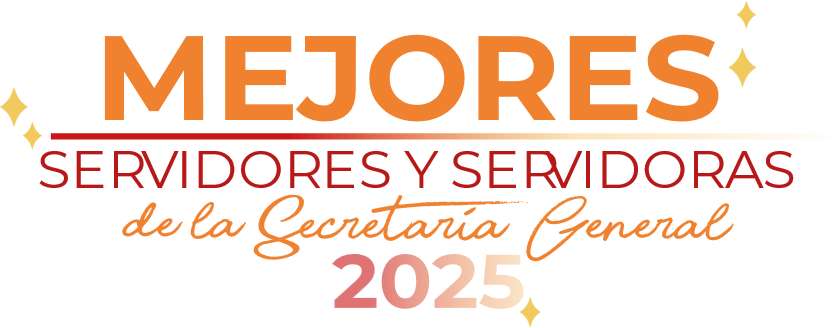 MEJORES
SERVIDORES Y SERVIDORAS
de la Secretaría General
2025